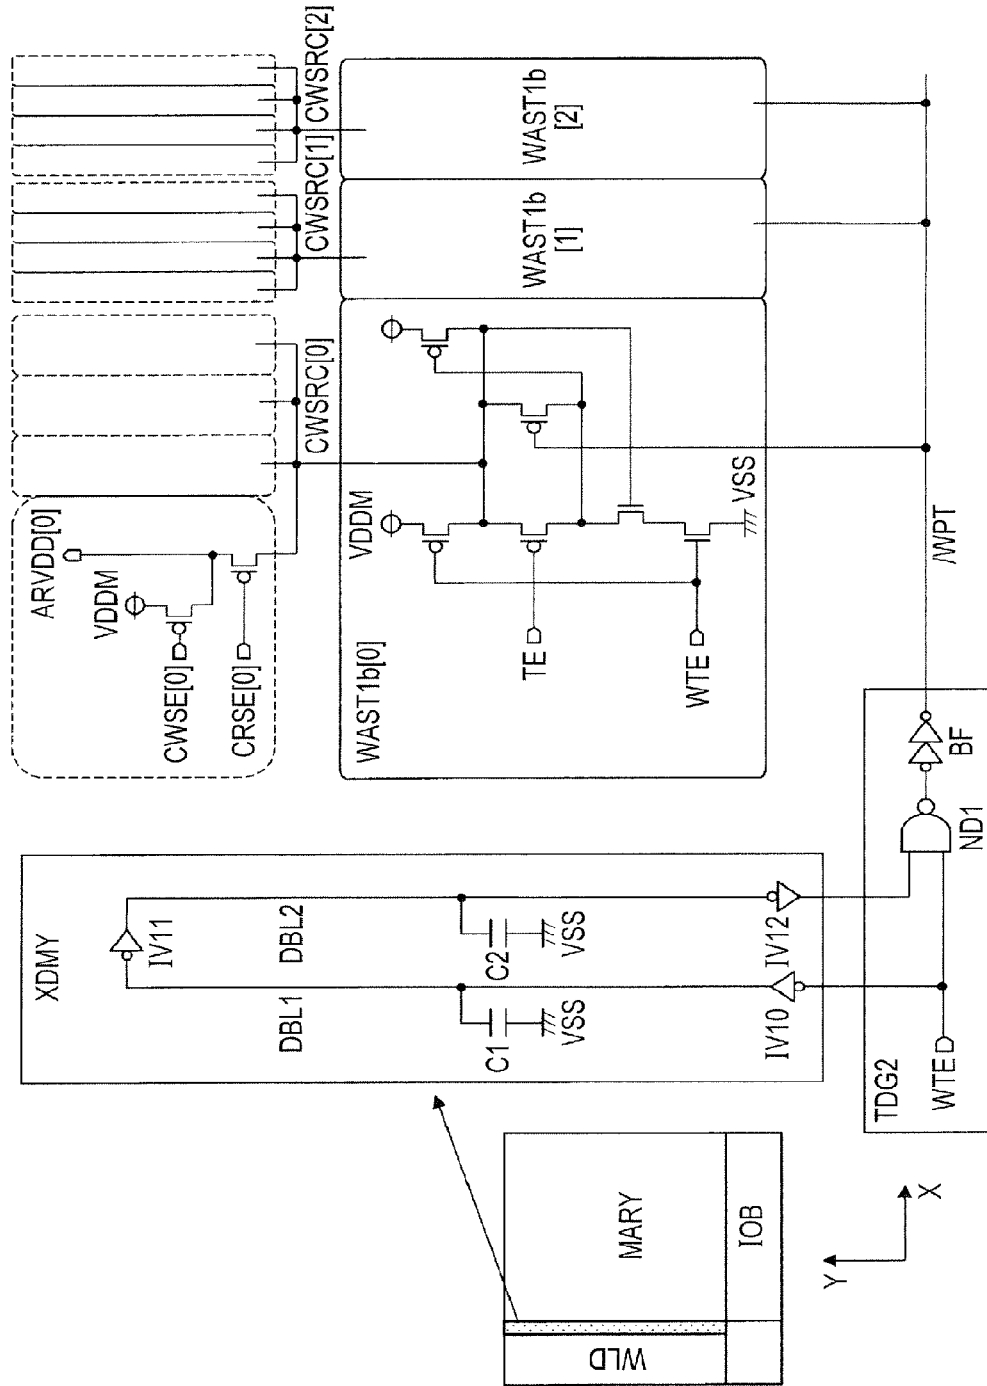 ARVDD[0]
VDDM
CWSE[0]
CRSE[0]
CWSRC[0]
CWSRC[1]
CWSRC[2]
WAST1b[0]
VDDM
TE
WTE
VSS
WAST1b
[1]
WAST1b
[2]
XDMY
IV11
DBL1
DBL2
C1
VSS
C2
VSS
IV10
IV12
TDG2
WTE
ND1
BF
/WPT
WLD
MARY
IOB
Y
X